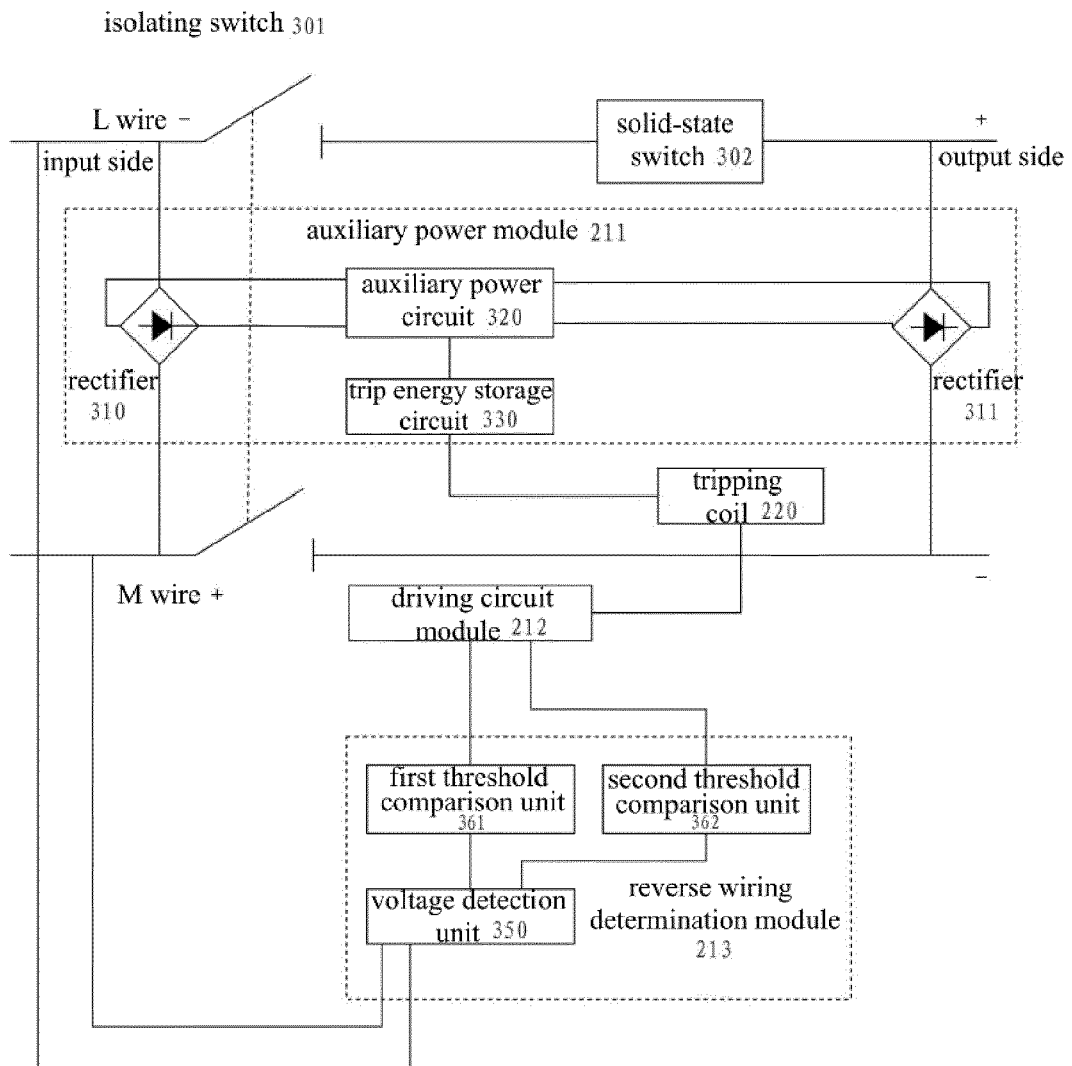 isolating switch 301
L wire −
input side
solid-state
switch 302
+
output side
auxiliary power module 211
auxiliary power
circuit 320
rectifier
310
trip energy storage
circuit 330
rectifier
311
tripping
coil 220
M wire +
−
driving circuit
module 212
first threshold
comparison unit
361
second threshold
comparison unit
362
voltage detection
unit 350
reverse wiring
determination module
213